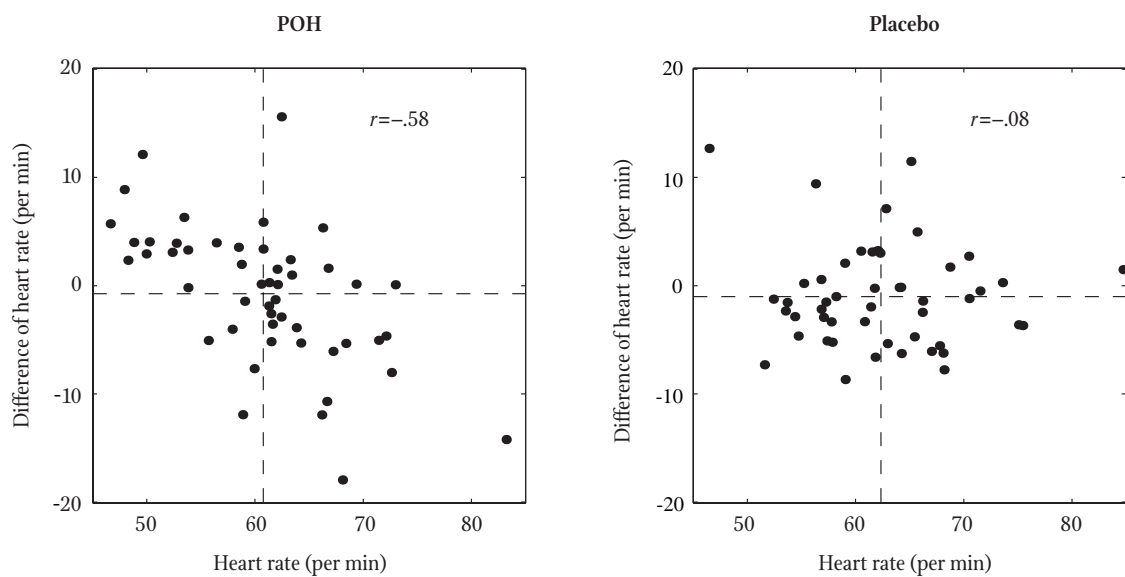 POH
Placebo
20
10
0
-10
-20
50
60
70
80
r=–.58
Difference of heart rate (per min)
Heart rate (per min)
20
10
0
-10
-20
50
60
70
80
r=–.08
Difference of heart rate (per min)
Heart rate (per min)